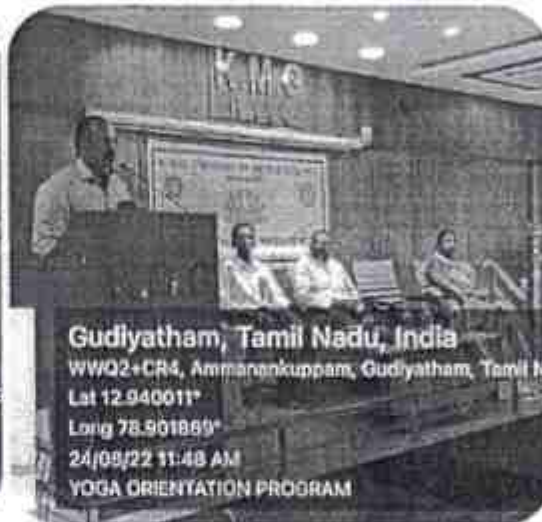 K.M.G
Gudiyatham, Tamil Nadu, India
WWQ2+CR4, Ammanankuppam, Gudiyatham, Tamil N
Lat 12.940011°
Long 78.901869°
24/08/22 11:48 AM
YOGA ORIENTATION PROGRAM